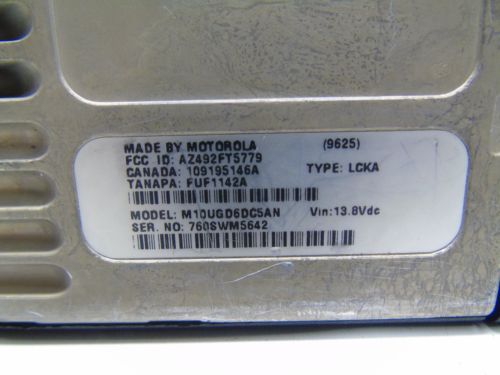 MADE BY MOTOROLA (9625)
FCC ID: AZ492FT5779
CANADA: 109195146A TYPE: LCKA
TANAPA: FUF1142A
MODEL: M10UGD6DC5AN Vin:13.8Vdc
SER. NO: 760SWM5642